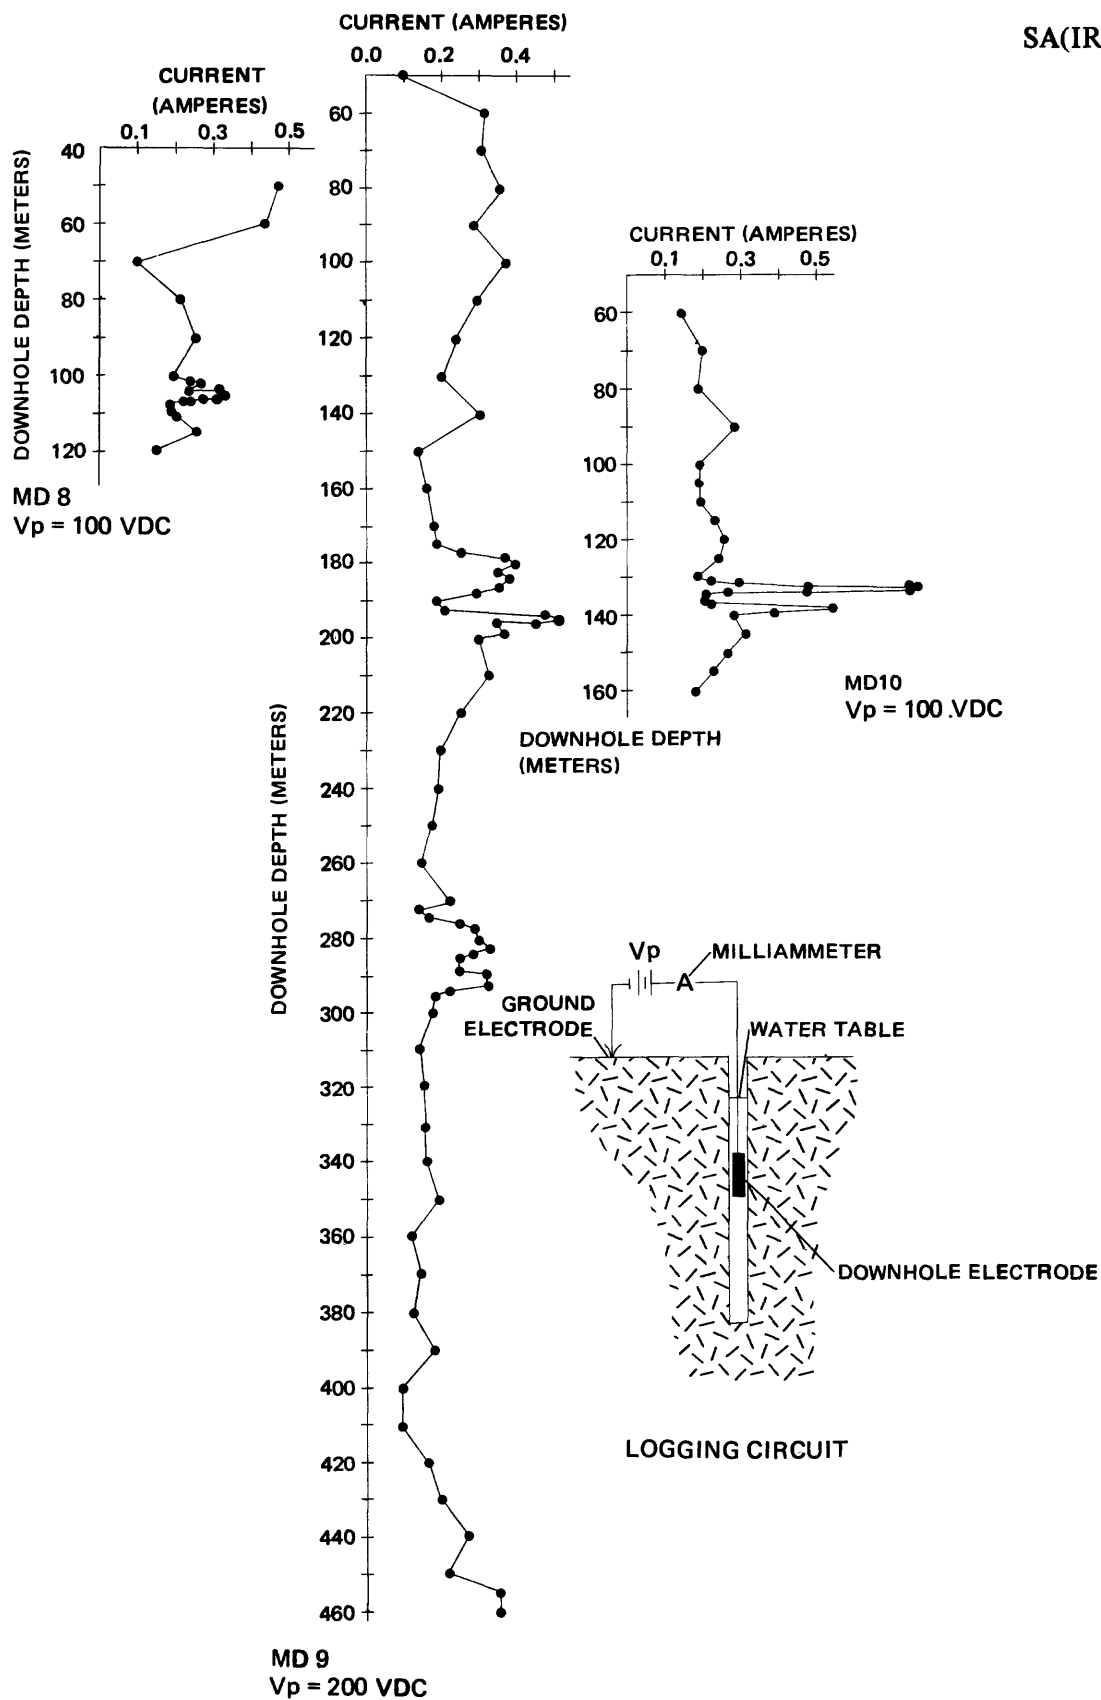 SA(IR
CURRENT (AMPERES)
0.0 0.2 0.4
CURRENT
(AMPERES)
0.1 0.3 0.5
DOWNHOLE DEPTH (METERS)
40
60
80
100
120
MD 8
Vp = 100 VDC
60
80
100
120
140
160
180
200
220
240
260
280
300
320
340
360
380
400
420
440
460
DOWNHOLE DEPTH (METERS)
MD 9
Vp = 200 VDC
CURRENT (AMPERES)
0.1 0.3 0.5
60
80
100
120
140
160
MD10
Vp = 100.VDC
DOWNHOLE DEPTH
(METERS)
Vp
MILLIAMMETER
A
GROUND
ELECTRODE
WATER TABLE
DOWNHOLE ELECTRODE
LOGGING CIRCUIT